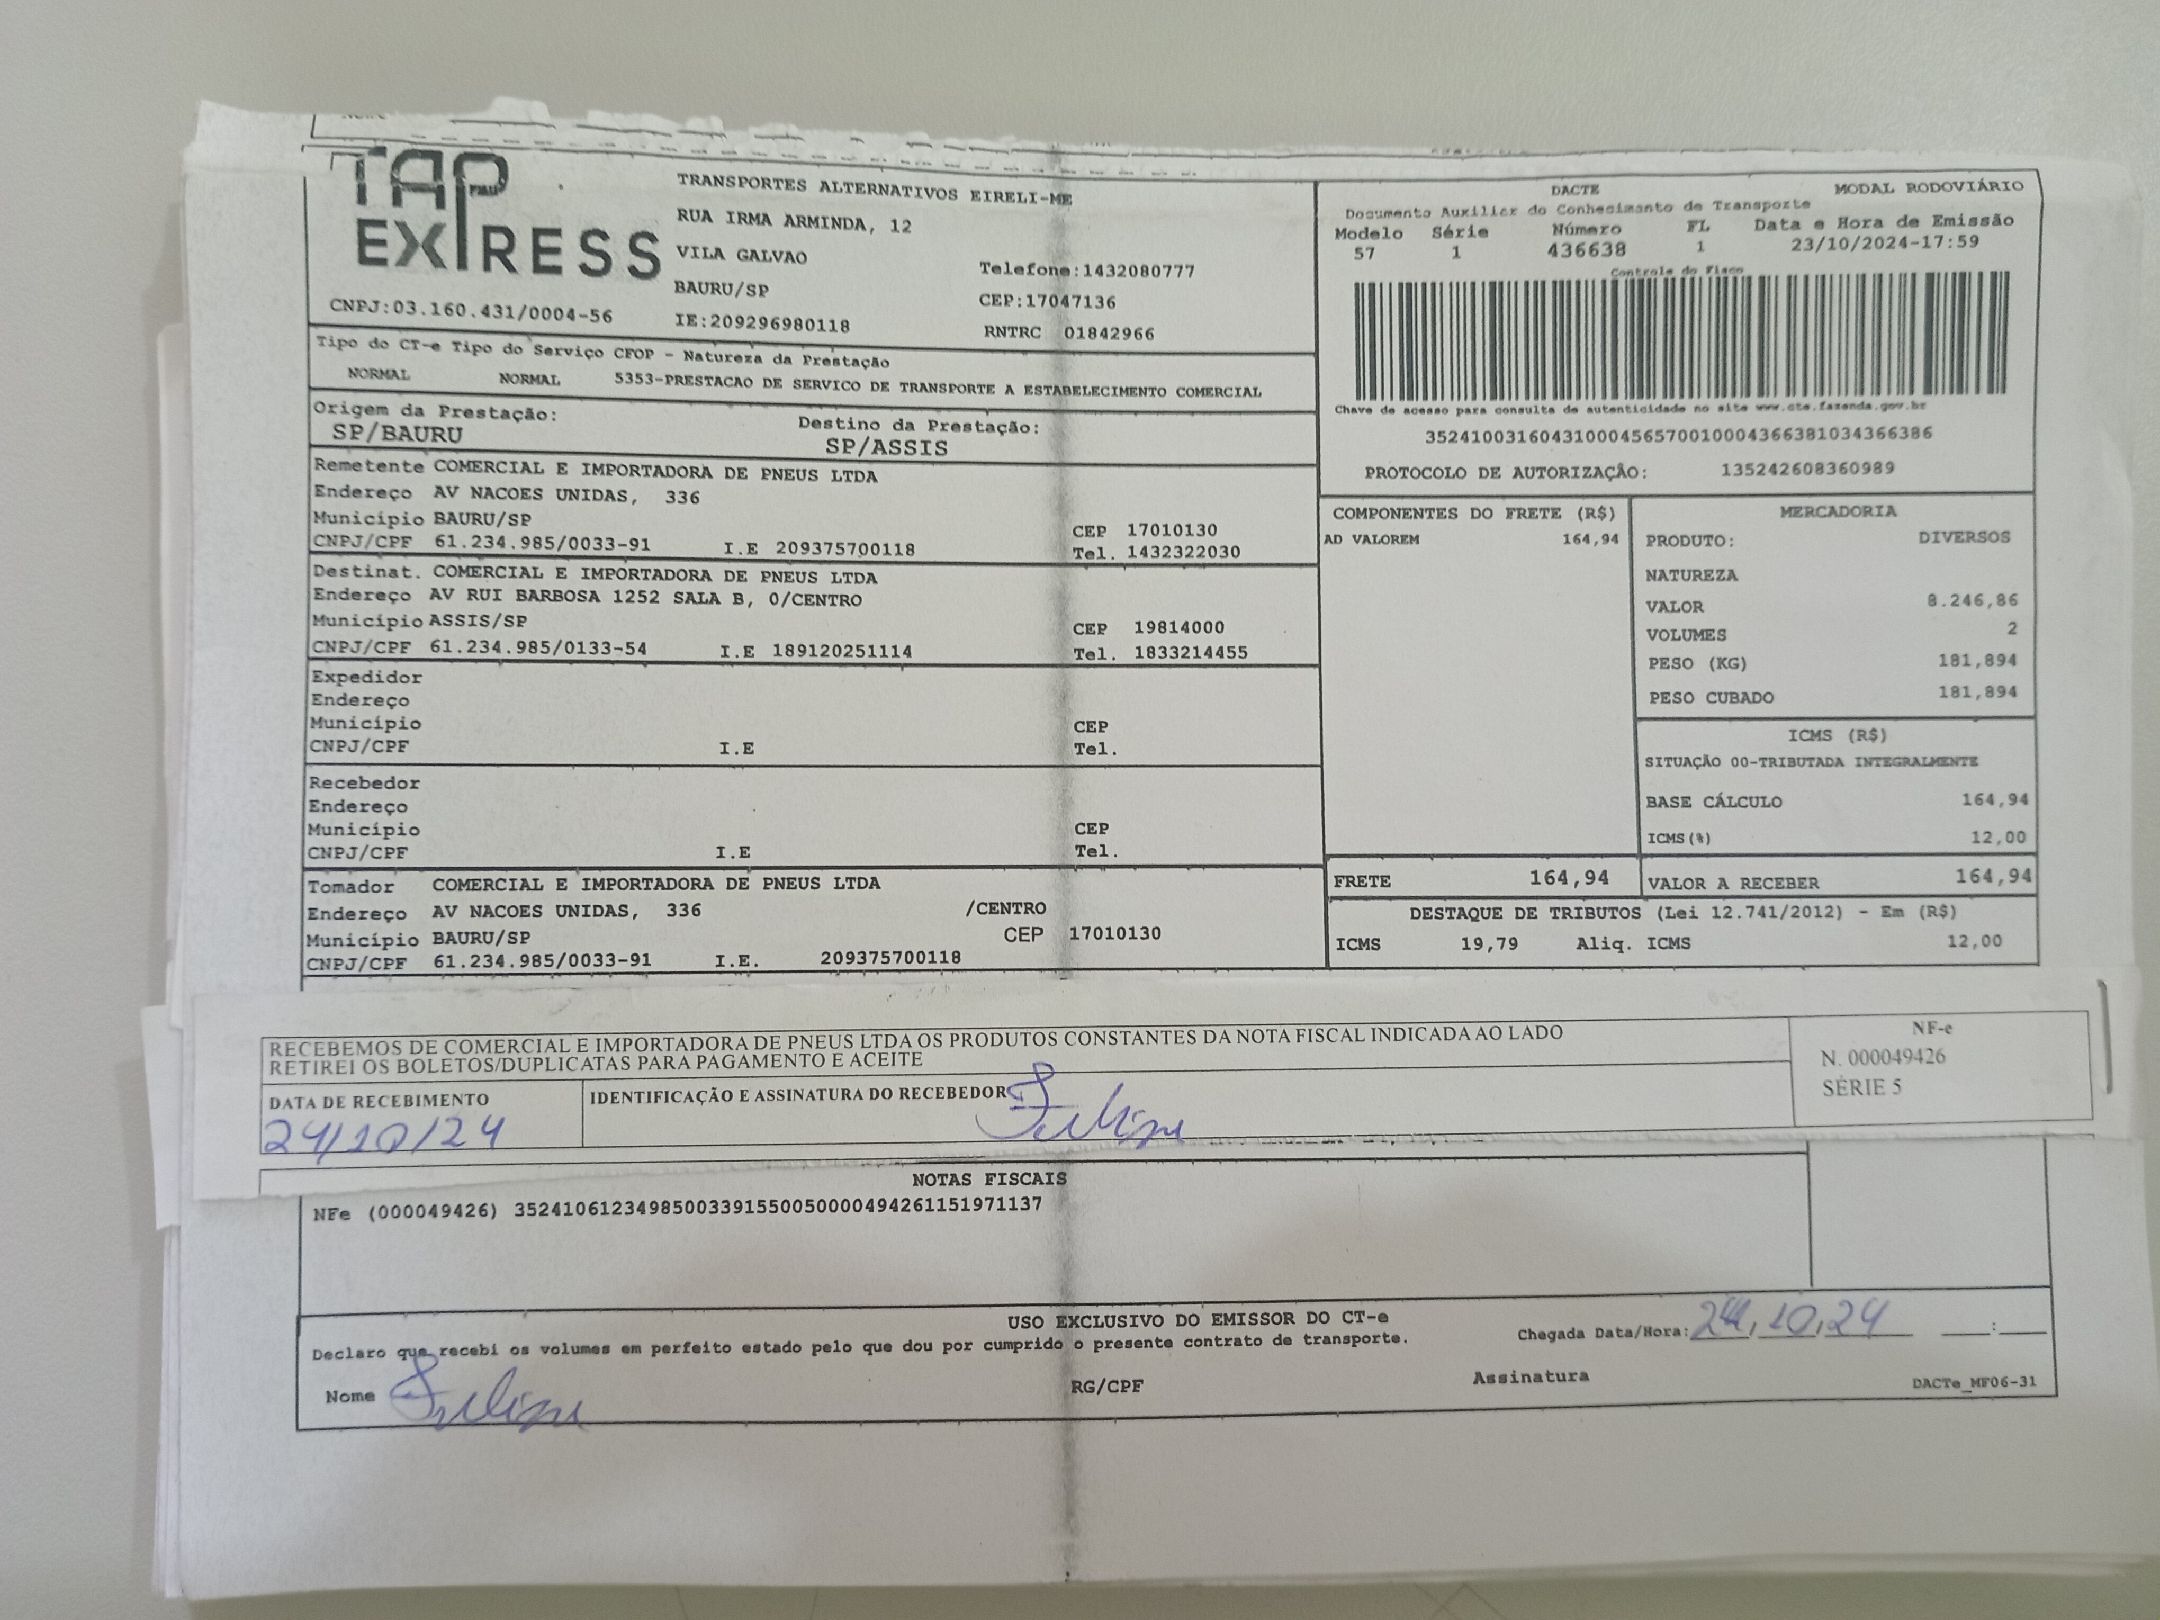 TAP EXPRESS
TRANSPORTES ALTERNATIVOS EIRELI-ME
RUA IRMA ARMINDA, 12
VILA GALVAO
BAURU/SP
IE:209296980118
Telefone:1432080777
CEP:17047136
RNTRC 01842966
CNPJ:03.160.431/0004-56
DACTE MODAL RODOVIÁRIO
Documento Auxiliar do Conhecimento de Transporte
Modelo Série Número FL Data e Hora de Emissão
57 1 436638 1 23/10/2024-17:59
Controle do Fisco
Chave de acesso para consulta de autenticidade no site www.cte.fazenda.gov.br
35241003160431000456570010004366381034366386
PROTOCOLO DE AUTORIZAÇÃO: 135242608360989
Tipo do CT-e Tipo do Serviço CFOP - Natureza da Prestação
NORMAL NORMAL 5353-PRESTACAO DE SERVICO DE TRANSPORTE A ESTABELECIMENTO COMERCIAL
Origem da Prestação: Destino da Prestação:
SP/BAURU SP/ASSIS
Remetente COMERCIAL E IMPORTADORA DE PNEUS LTDA
Endereço AV NACOES UNIDAS, 336
Município BAURU/SP CEP 17010130
CNPJ/CPF 61.234.985/0033-91 I.E 209375700118 Tel. 1432322030
Destinat. COMERCIAL E IMPORTADORA DE PNEUS LTDA
Endereço AV RUI BARBOSA 1252 SALA B, 0/CENTRO
Município ASSIS/SP CEP 19814000
CNPJ/CPF 61.234.985/0133-54 I.E 189120251114 Tel. 1833214455
Expedidor
Endereço
Município CEP
CNPJ/CPF I.E Tel.
Recebedor
Endereço
Município CEP
CNPJ/CPF I.E Tel.
Tomador COMERCIAL E IMPORTADORA DE PNEUS LTDA
Endereço AV NACOES UNIDAS, 336 /CENTRO
Município BAURU/SP CEP 17010130
CNPJ/CPF 61.234.985/0033-91 I.E. 209375700118
COMPONENTES DO FRETE (R$)
AD VALOREM 164,94
MERCADORIA
PRODUTO: DIVERSOS
NATUREZA
VALOR 8.246,86
VOLUMES 2
PESO (KG) 181,894
PESO CUBADO 181,894
ICMS (R$)
SITUAÇÃO 00-TRIBUTADA INTEGRALMENTE
BASE CÁLCULO 164,94
ICMS(%) 12,00
FRETE 164,94 VALOR A RECEBER 164,94
DESTAQUE DE TRIBUTOS (Lei 12.741/2012) - Em (R$)
ICMS 19,79 Aliq. ICMS 12,00
RECEBEMOS DE COMERCIAL E IMPORTADORA DE PNEUS LTDA OS PRODUTOS CONSTANTES DA NOTA FISCAL INDICADA AO LADO
RETIREI OS BOLETOS/DUPLICATAS PARA PAGAMENTO E ACEITE
DATA DE RECEBIMENTO IDENTIFICAÇÃO E ASSINATURA DO RECEBEDOR
24/10/24 Felipe
NF-e
N. 000049426
SÉRIE 5
NOTAS FISCAIS
NFe (000049426) 35241061234985003391550050000494261151971137
USO EXCLUSIVO DO EMISSOR DO CT-e
Declaro que recebi os volumes em perfeito estado pelo que dou por cumprido o presente contrato de transporte.
Chegada Data/Hora: 24,10,24 __:__
Nome Felipe RG/CPF Assinatura
DACTe_MF06-31